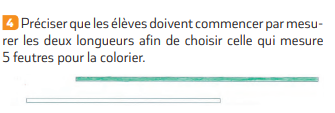 4 Préciser que les élèves doivent commencer par mesu-
rer les deux longueurs afin de choisir celle qui mesure
5 feutres pour la colorier.